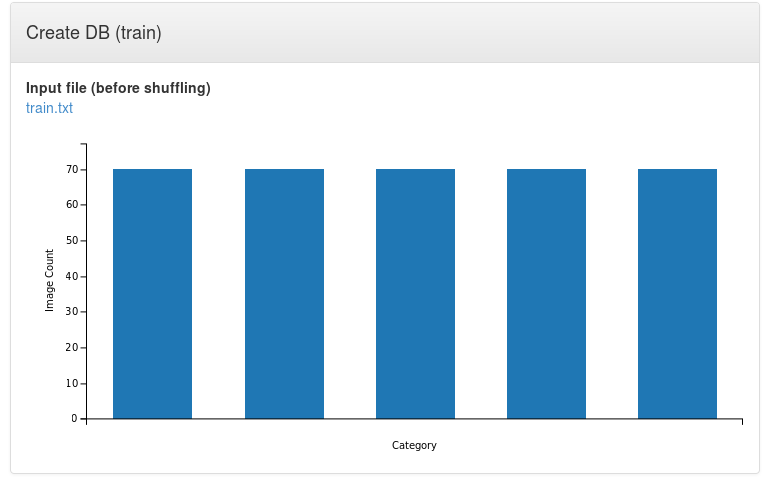 Create DB (train)
Input file (before shuffling)
train.txt
70
60
50
40
30
20
10
0
Image Count
Category